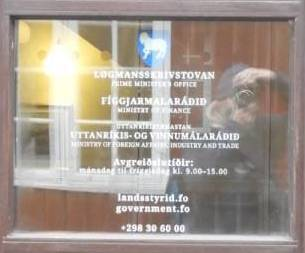 LØGMANSSKRIVSTOVAN
PRIME MINISTER'S OFFICE
FÍGGJARMÁLARÁÐIÐ
MINISTRY OF FINANCE
UTTANRÍKISTÆNASTAN
UTTANRÍKIS- OG VINNUMÁLARÁÐIÐ
MINISTRY OF FOREIGN AFFAIRS, INDUSTRY AND TRADE
Avgreiðslutíðir:
mánadag til fríggjadag kl. 9.00-15.00
landsstyrid.fo
government.fo
+298 30 60 00